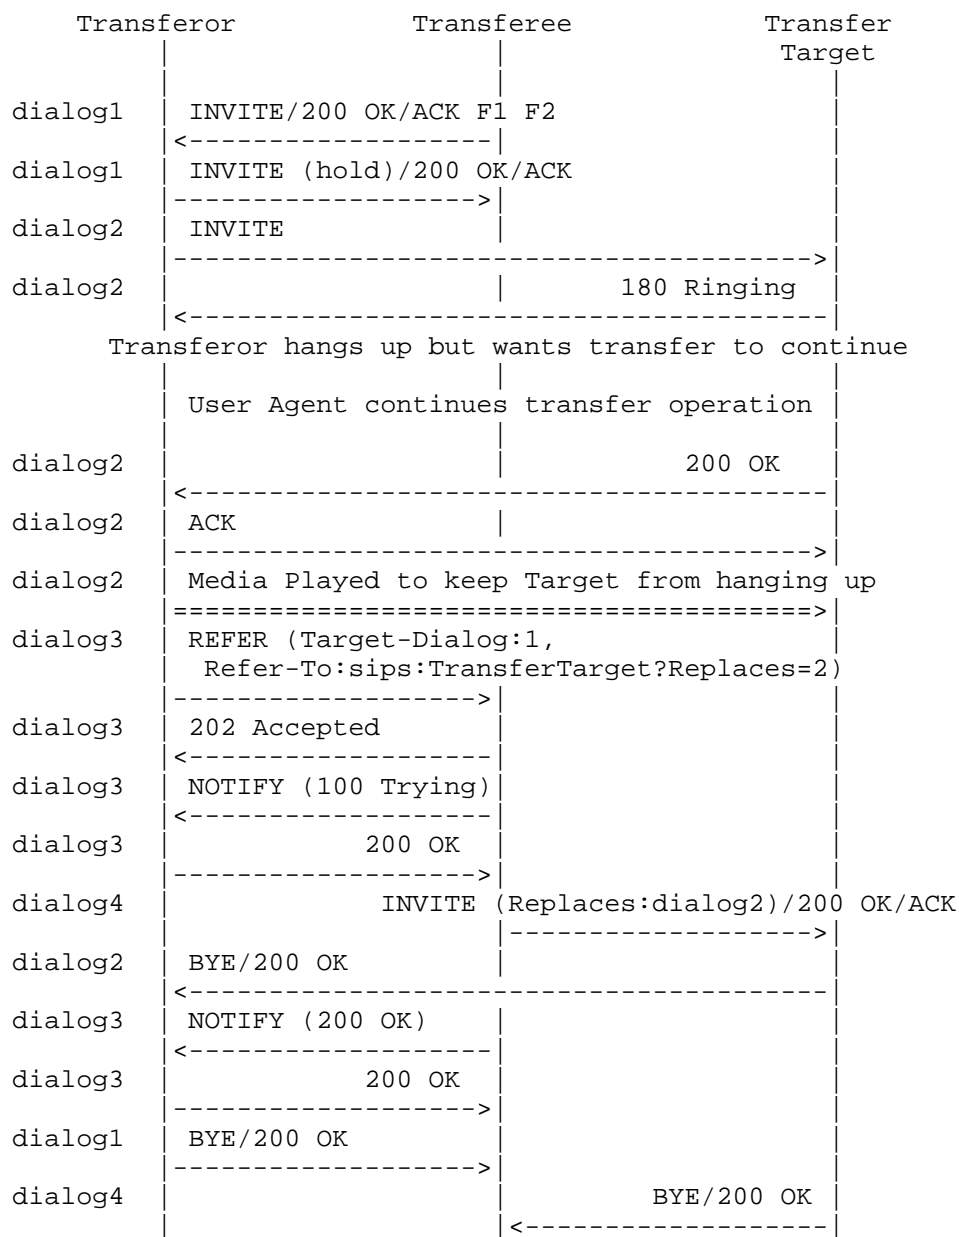 Transferor Transferee Transfer
Target
dialog1 INVITE/200 OK/ACK F1 F2
<--------------------
dialog1 INVITE (hold)/200 OK/ACK
------------------->
dialog2 INVITE
---------------------------------------->
dialog2 180 Ringing
<----------------------------------------
Transferor hangs up but wants transfer to continue
User Agent continues transfer operation
dialog2 200 OK
<----------------------------------------
dialog2 ACK
---------------------------------------->
dialog2 Media Played to keep Target from hanging up
========================================>
dialog3 REFER (Target-Dialog:1,
Refer-To:sips:TransferTarget?Replaces=2)
------------------->
dialog3 202 Accepted
<-------------------
dialog3 NOTIFY (100 Trying)
<-------------------
dialog3 200 OK
------------------->
dialog4 INVITE (Replaces:dialog2)/200 OK/ACK
------------------->
dialog2 BYE/200 OK
<----------------------------------------
dialog3 NOTIFY (200 OK)
<-------------------
dialog3 200 OK
------------------->
dialog1 BYE/200 OK
------------------->
dialog4 BYE/200 OK
<-------------------